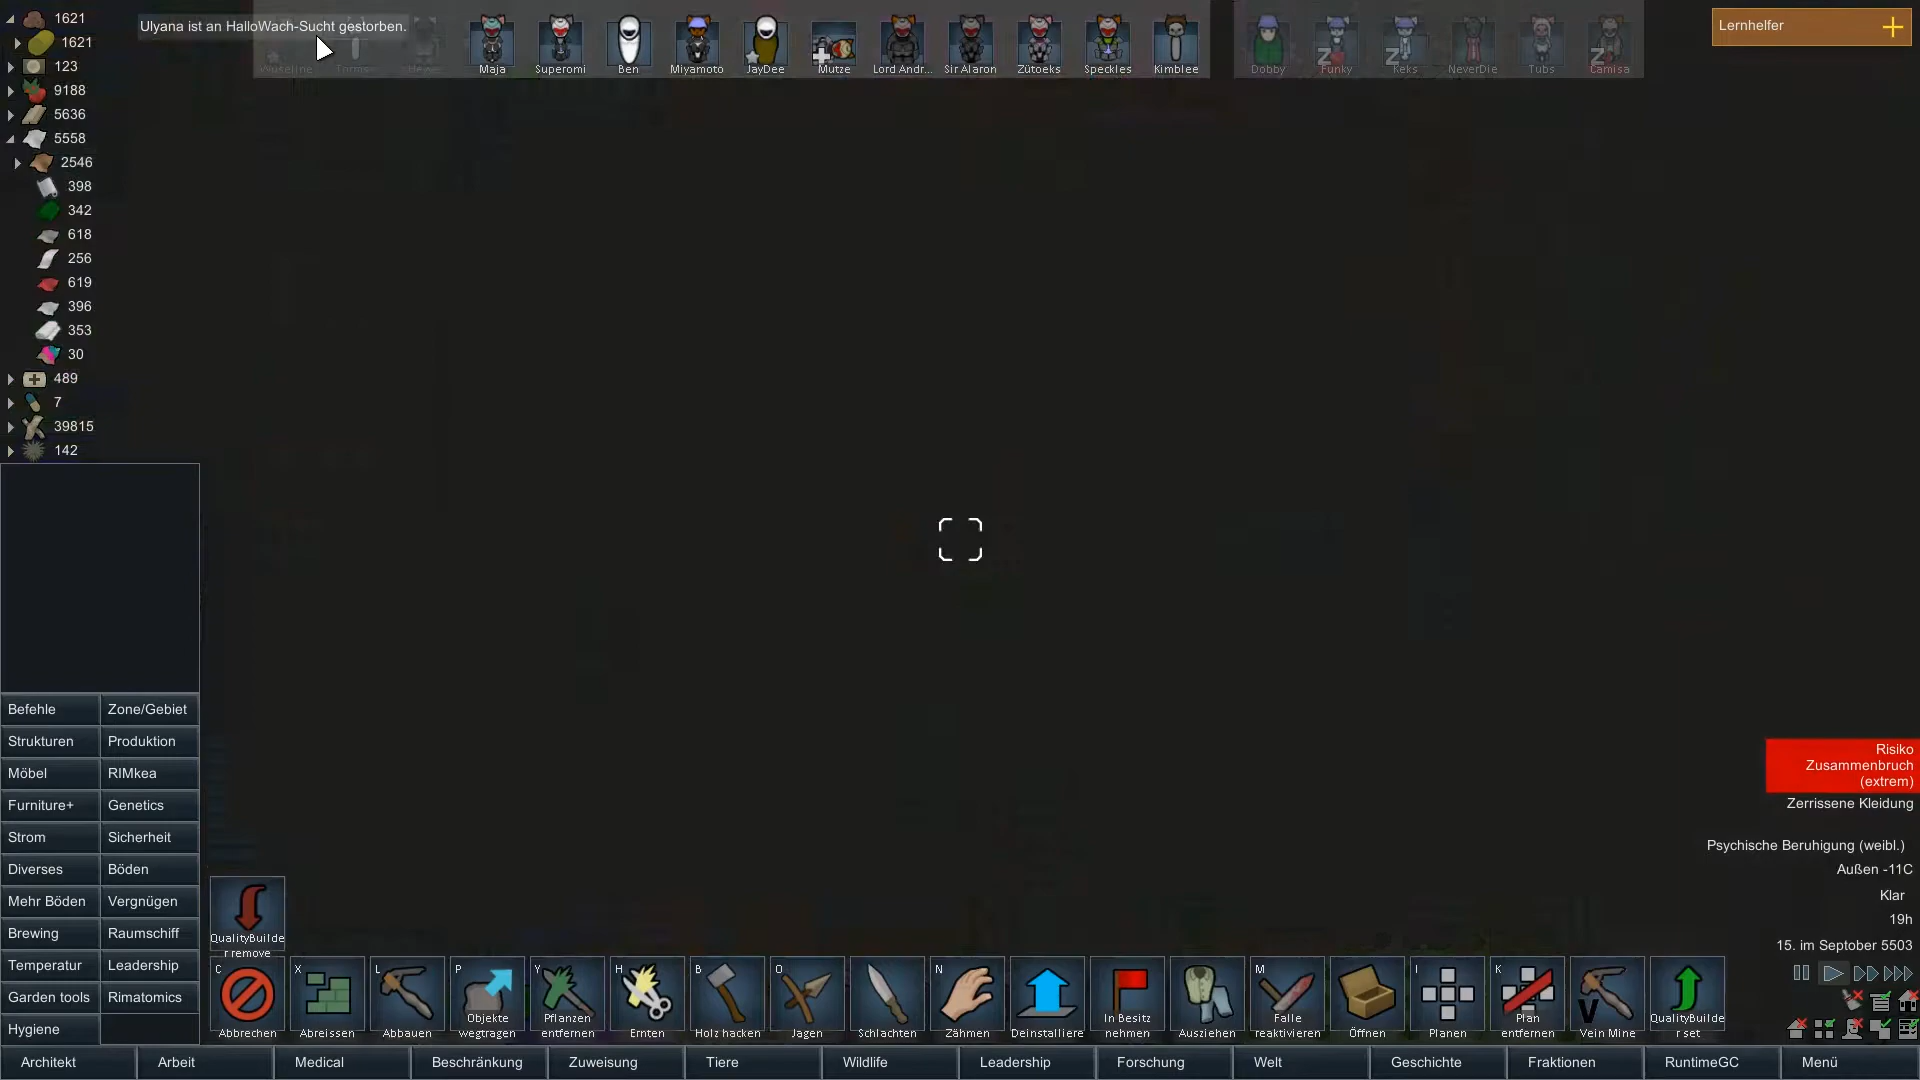 1621
Ulyana ist an HalloWach-Sucht gestorben.
Lernhelfer
1621
123
Maja
Superomi
Ben
Miyamoto
JayDee
Mutze
Lord Andr...
Sir Alaron
Zütoeks
Speckles
Kimblee
Dobby
Funky
Keks
NeverDie
Tubs
Camisa
9188
5636
5558
2546
398
342
618
256
619
396
353
30
489
7
39815
142
Befehle
Zone/Gebiet
Strukturen
Produktion
Möbel
RIMkea
Furniture+
Genetics
Strom
Sicherheit
Diverses
Böden
Mehr Böden
Vergnügen
Brewing
Raumschiff
Temperatur
Leadership
Garden tools
Rimatomics
Hygiene
Risiko
Zusammenbruch
(extrem)
Zerrissene Kleidung
Psychische Beruhigung (weibl.)
Außen -11C
Klar
19h
15. im Septober 5503
QualityBuilde
r remove
C
Abbrechen
X
Abreissen
L
Abbauen
P
Objekte
wegtragen
Y
Pflanzen
entfernen
H
Ernten
B
Holz hacken
O
Jagen
Schlachten
N
Zähmen
Deinstalliere
In Besitz
nehmen
Ausziehen
M
Falle
reaktivieren
Öffnen
I
Planen
K
Plan
entfernen
V
Vein Mine
QualityBuilde
r set
Architekt
Arbeit
Medical
Beschränkung
Zuweisung
Tiere
Wildlife
Leadership
Forschung
Welt
Geschichte
Fraktionen
RuntimeGC
Menü